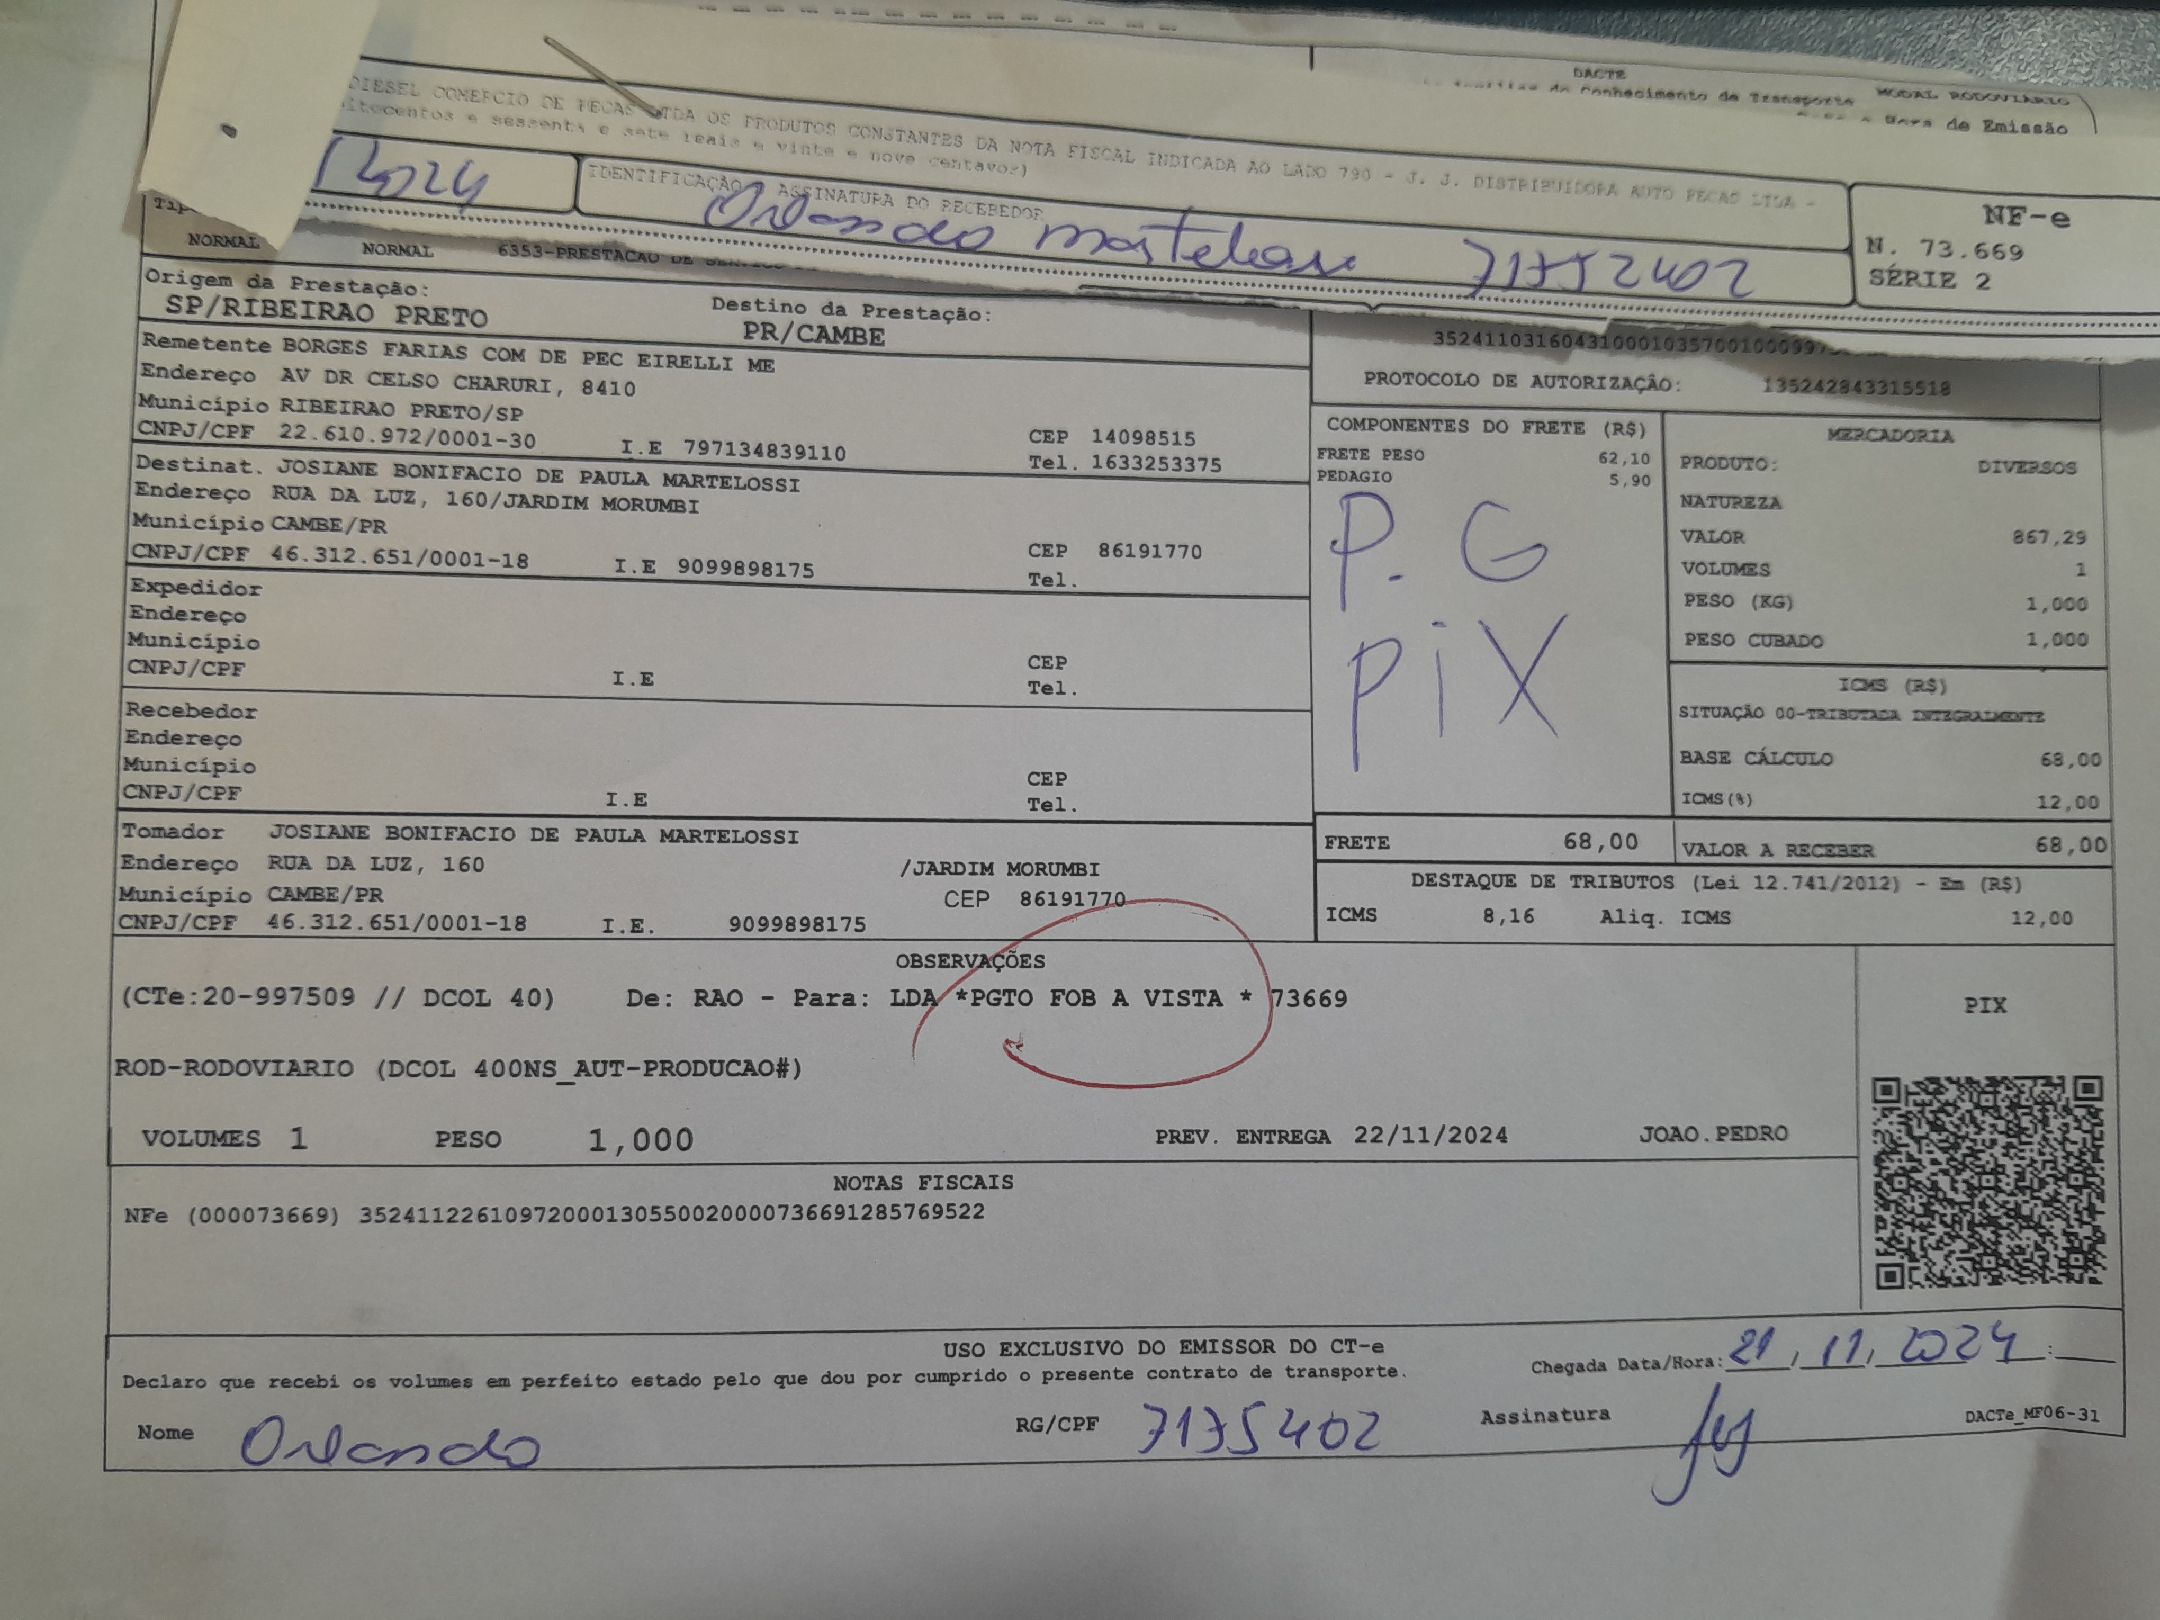 DACTE
do Conhecimento de Transporte MODAL RODOVIARIO
Hora de Emissão
DIESEL COMERCIO DE PECAS LTDA OS PRODUTOS CONSTANTES DA NOTA FISCAL INDICADA AO LADO 790 - J. J. DISTRIBUIDORA AUTO PECAS LTDA -
oitocentos e sessenta e sete reais e vinte e nove centavos)
2024
IDENTIFICAÇÃO ASSINATURA DO RECEBEDOR
Orlando 71752402
NF-e
N. 73.669
SÉRIE 2
NORMAL NORMAL 6353-PRESTACAO DE
Origem da Prestação: Destino da Prestação:
SP/RIBEIRAO PRETO PR/CAMBE
Remetente BORGES FARIAS COM DE PEC EIRELLI ME
Endereço AV DR CELSO CHARURI, 8410
Município RIBEIRAO PRETO/SP
CNPJ/CPF 22.610.972/0001-30 I.E 797134839110 CEP 14098515
Tel. 1633253375
Destinat. JOSIANE BONIFACIO DE PAULA MARTELOSSI
Endereço RUA DA LUZ, 160/JARDIM MORUMBI
Município CAMBE/PR
CNPJ/CPF 46.312.651/0001-18 I.E 9099898175 CEP 86191770
Tel.
Expedidor
Endereço
Município
CNPJ/CPF I.E CEP
Tel.
Recebedor
Endereço
Município
CNPJ/CPF I.E CEP
Tel.
Tomador JOSIANE BONIFACIO DE PAULA MARTELOSSI
Endereço RUA DA LUZ, 160 /JARDIM MORUMBI
Município CAMBE/PR CEP 86191770
CNPJ/CPF 46.312.651/0001-18 I.E. 9099898175
PROTOCOLO DE AUTORIZAÇÃO: 135242843315518
COMPONENTES DO FRETE (R$)
FRETE PESO 62,10
PEDAGIO 5,90
P.G
PiX
MERCADORIA
PRODUTO: DIVERSOS
NATUREZA
VALOR 867,29
VOLUMES 1
PESO (KG) 1,000
PESO CUBADO 1,000
ICMS (R$)
SITUAÇÃO 00-TRIBUTADA INTEGRALMENTE
BASE CÁLCULO 68,00
ICMS(%) 12,00
FRETE 68,00 VALOR A RECEBER 68,00
DESTAQUE DE TRIBUTOS (Lei 12.741/2012) - Em (R$)
ICMS 8,16 Aliq. ICMS 12,00
OBSERVAÇÕES
(CTe:20-997509 // DCOL 40) De: RAO - Para: LDA *PGTO FOB A VISTA * 73669
ROD-RODOVIARIO (DCOL 400NS_AUT-PRODUCAO#)
VOLUMES 1 PESO 1,000 PREV. ENTREGA 22/11/2024 JOAO.PEDRO
PIX
NOTAS FISCAIS
NFe (000073669) 35241122610972000130550020000736691285769522
USO EXCLUSIVO DO EMISSOR DO CT-e
Declaro que recebi os volumes em perfeito estado pelo que dou por cumprido o presente contrato de transporte.
Chegada Data/Hora: 21, 11, 2024 :
Nome Orlando RG/CPF 7175402 Assinatura
DACTe_MF06-31